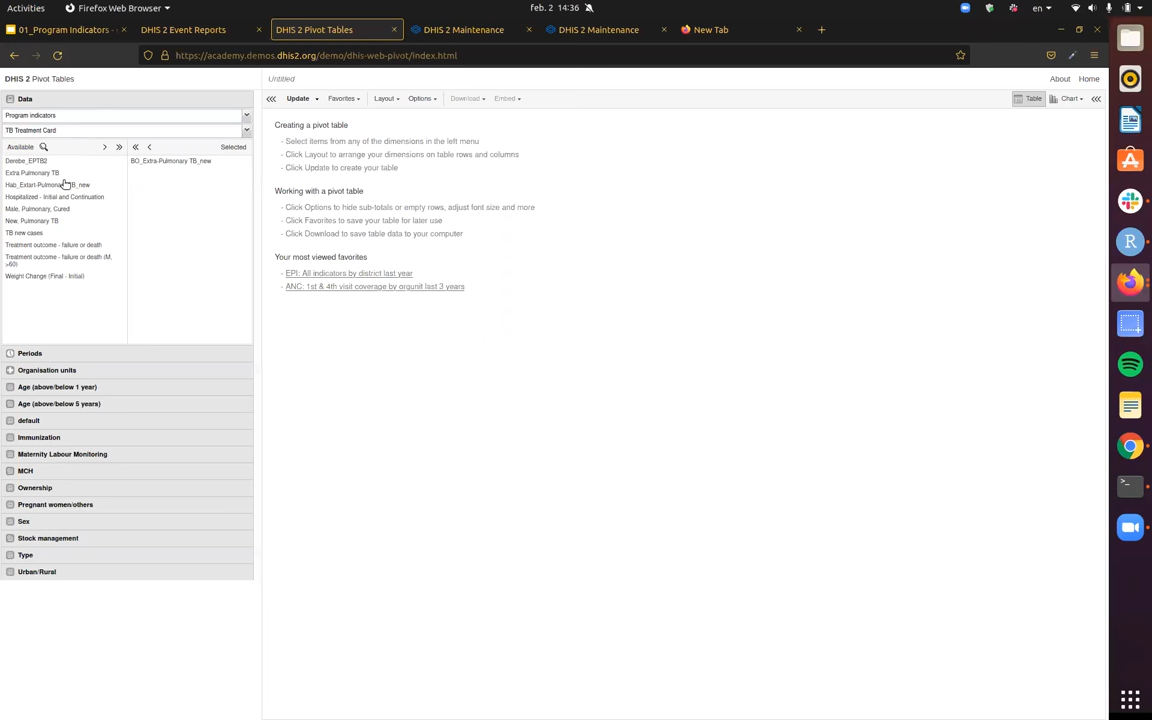 Activities
Firefox Web Browser
feb. 2 14:36
en
01_Program Indicators -
DHIS 2 Event Reports
DHIS 2 Pivot Tables
DHIS 2 Maintenance
DHIS 2 Maintenance
New Tab
https://academy.demos.dhis2.org/demo/dhis-web-pivot/index.html
DHIS 2 Pivot Tables
Untitled
About
Home
Data
Update
Favorites
Layout
Options
Download
Embed
Table
Chart
Program indicators
TB Treatment Card
Available
Selected
Derebe_EPTB2
Extra Pulmonary TB
Hospitalized - Initial and Continuation
Male, Pulmonary, Cured
New, Pulmonary TB
TB new cases
Treatment outcome - failure or death
Treatment outcome - failure or death (M,
>60)
Weight Change (Final - Initial)
BO_Extra-Pulmonary TB_new
Creating a pivot table
- Select items from any of the dimensions in the left menu
- Click Layout to arrange your dimensions on table rows and columns
- Click Update to create your table
Working with a pivot table
- Click Options to hide sub-totals or empty rows, adjust font size and more
- Click Favorites to save your table for later use
- Click Download to save table data to your computer
Your most viewed favorites
- EPI: All indicators by district last year
- ANC: 1st & 4th visit coverage by orgunit last 3 years
Periods
Organisation units
Age (above/below 1 year)
Age (above/below 5 years)
default
Immunization
Maternity Labour Monitoring
MCH
Ownership
Pregnant women/others
Sex
Stock management
Type
Urban/Rural